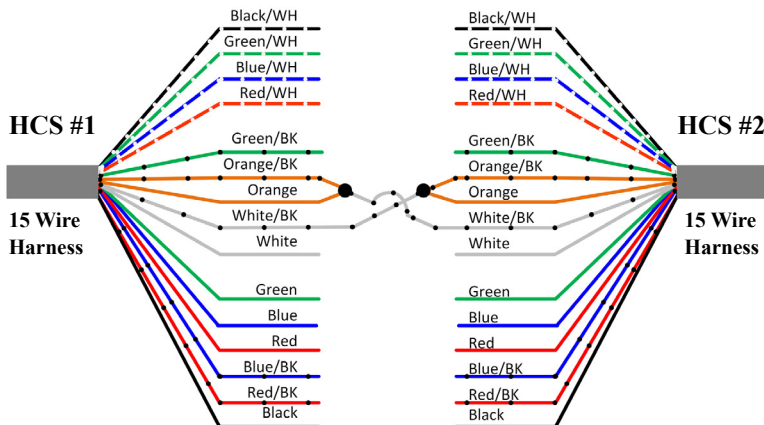 Black/WH
Green/WH
Blue/WH
Red/WH
HCS #1
Green/BK
Orange/BK
Orange
White/BK
White
15 Wire
Harness
Green
Blue
Red
Blue/BK
Red/BK
Black
Black/WH
Green/WH
Blue/WH
Red/WH
HCS #2
Green/BK
Orange/BK
Orange
White/BK
White
15 Wire
Harness
Green
Blue
Red
Blue/BK
Red/BK
Black